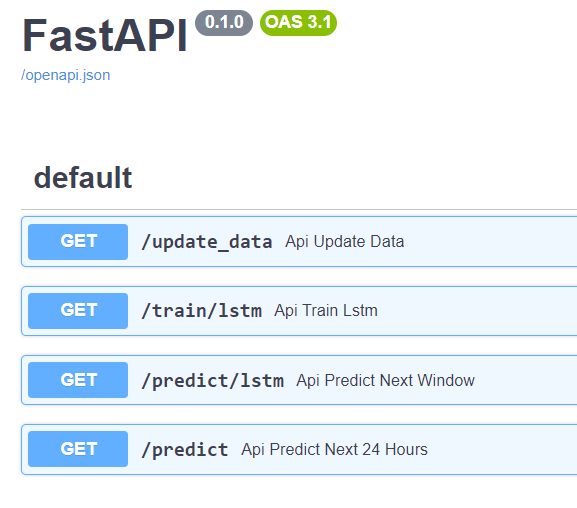 FastAPI 0.1.0 OAS 3.1
/openapi.json
default
GET /update_data Api Update Data
GET /train/lstm Api Train Lstm
GET /predict/lstm Api Predict Next Window
GET /predict Api Predict Next 24 Hours